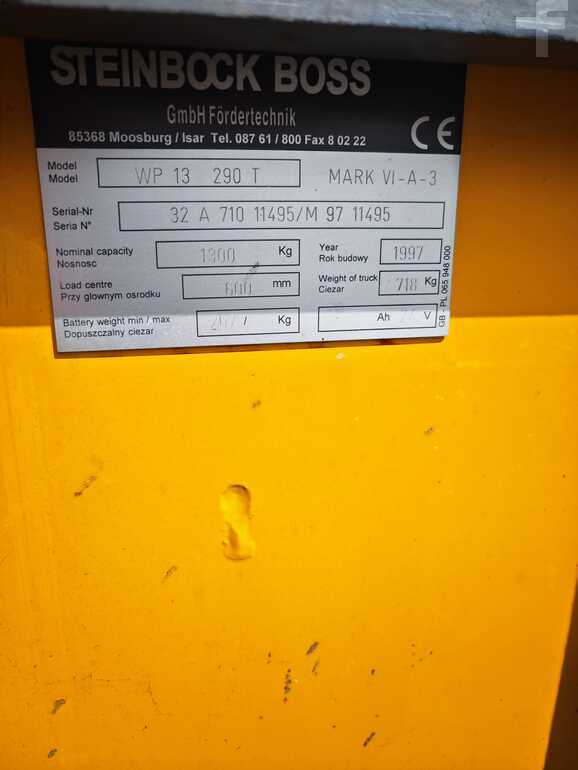 STEINBOCK BOSS
GmbH Fördertechnik
85368 Moosburg / Isar Tel. 087 61 / 800 Fax 8 02 22
CE
Model
Model
WP 13 290 T
MARK VI-A-3
Serial-Nr
Seria N°
32 A 710 11495/M 97 11495
Nominal capacity
Nosnosc
1300 Kg
Year
Rok budowy
1997
Load centre
Przy glownym osrodku
600 mm
Weight of truck
Ciezar
718 Kg
Battery weight min / max
Dopuszczalny ciezar
/ Kg
Ah V
GB - PL 065 948 000